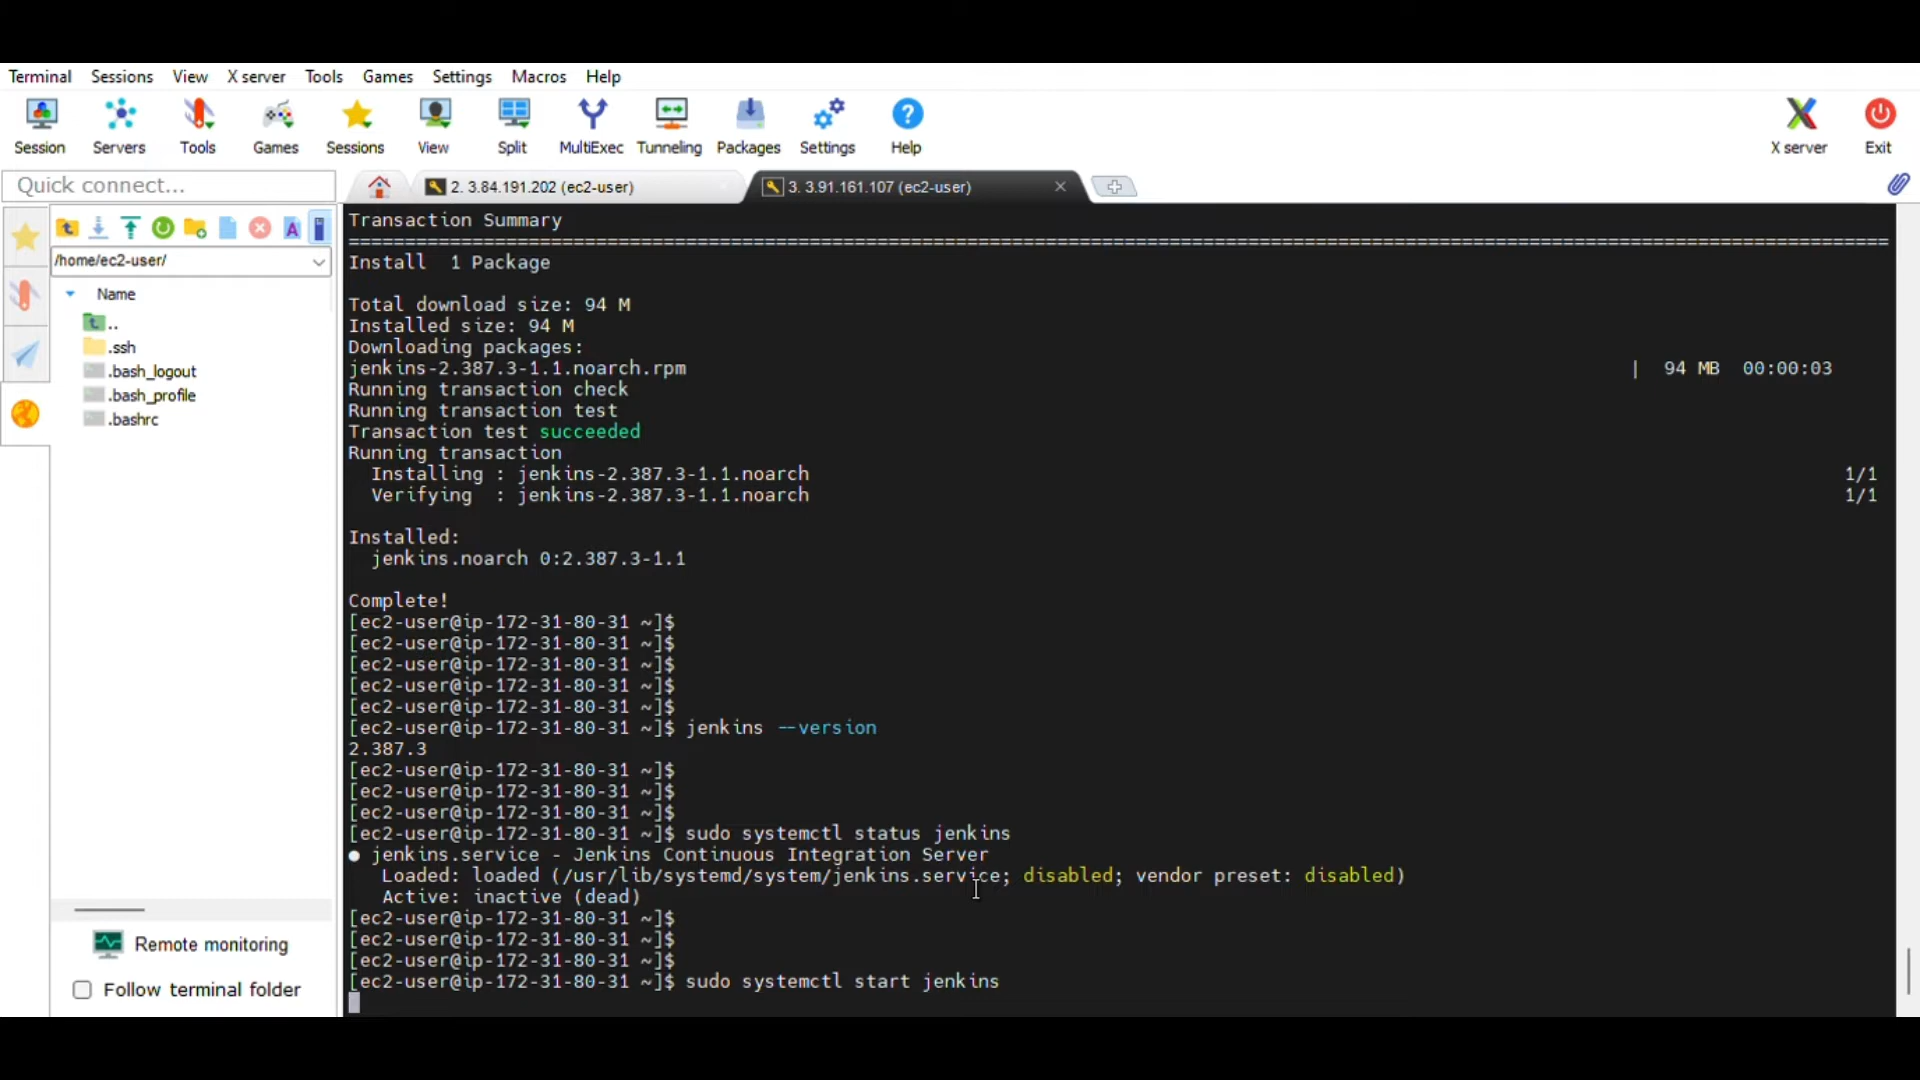 Terminal Sessions View X server Tools Games Settings Macros Help
Session Servers Tools Games Sessions View Split MultiExec Tunneling Packages Settings Help X server Exit
Quick connect...
2. 3.84.191.202 (ec2-user)
3. 3.91.161.107 (ec2-user)
/home/ec2-user/
Name
..
.ssh
.bash_logout
.bash_profile
.bashrc
Remote monitoring
Follow terminal folder
Transaction Summary
================================================================================================================================
Install  1 Package

Total download size: 94 M
Installed size: 94 M
Downloading packages:
jenkins-2.387.3-1.1.noarch.rpm | 94 MB 00:00:03
Running transaction check
Running transaction test
Transaction test succeeded
Running transaction
  Installing : jenkins-2.387.3-1.1.noarch 1/1
  Verifying  : jenkins-2.387.3-1.1.noarch 1/1

Installed:
  jenkins.noarch 0:2.387.3-1.1

Complete!
[ec2-user@ip-172-31-80-31 ~]$
[ec2-user@ip-172-31-80-31 ~]$
[ec2-user@ip-172-31-80-31 ~]$
[ec2-user@ip-172-31-80-31 ~]$
[ec2-user@ip-172-31-80-31 ~]$
[ec2-user@ip-172-31-80-31 ~]$ jenkins --version
2.387.3
[ec2-user@ip-172-31-80-31 ~]$
[ec2-user@ip-172-31-80-31 ~]$
[ec2-user@ip-172-31-80-31 ~]$
[ec2-user@ip-172-31-80-31 ~]$ sudo systemctl status jenkins
● jenkins.service - Jenkins Continuous Integration Server
   Loaded: loaded (/usr/lib/systemd/system/jenkins.service; disabled; vendor preset: disabled)
   Active: inactive (dead)
[ec2-user@ip-172-31-80-31 ~]$
[ec2-user@ip-172-31-80-31 ~]$
[ec2-user@ip-172-31-80-31 ~]$
[ec2-user@ip-172-31-80-31 ~]$ sudo systemctl start jenkins